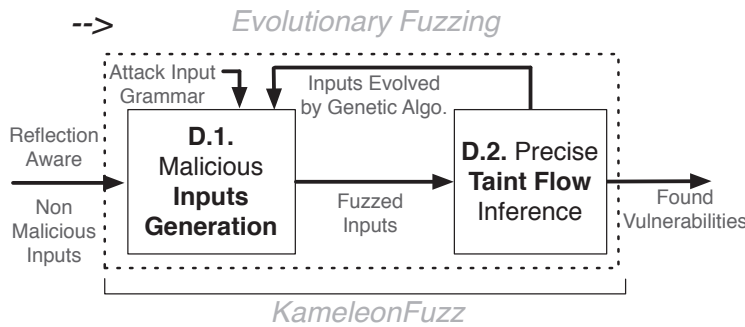 Evolutionary Fuzzing
-->
Attack Input
Grammar
Inputs Evolved
by Genetic Algo.
Reflection
Aware
Non
Malicious
Inputs
D.1.
Malicious
Inputs
Generation
Fuzzed
Inputs
D.2. Precise
Taint Flow
Inference
Found
Vulnerabilities
KameleonFuzz